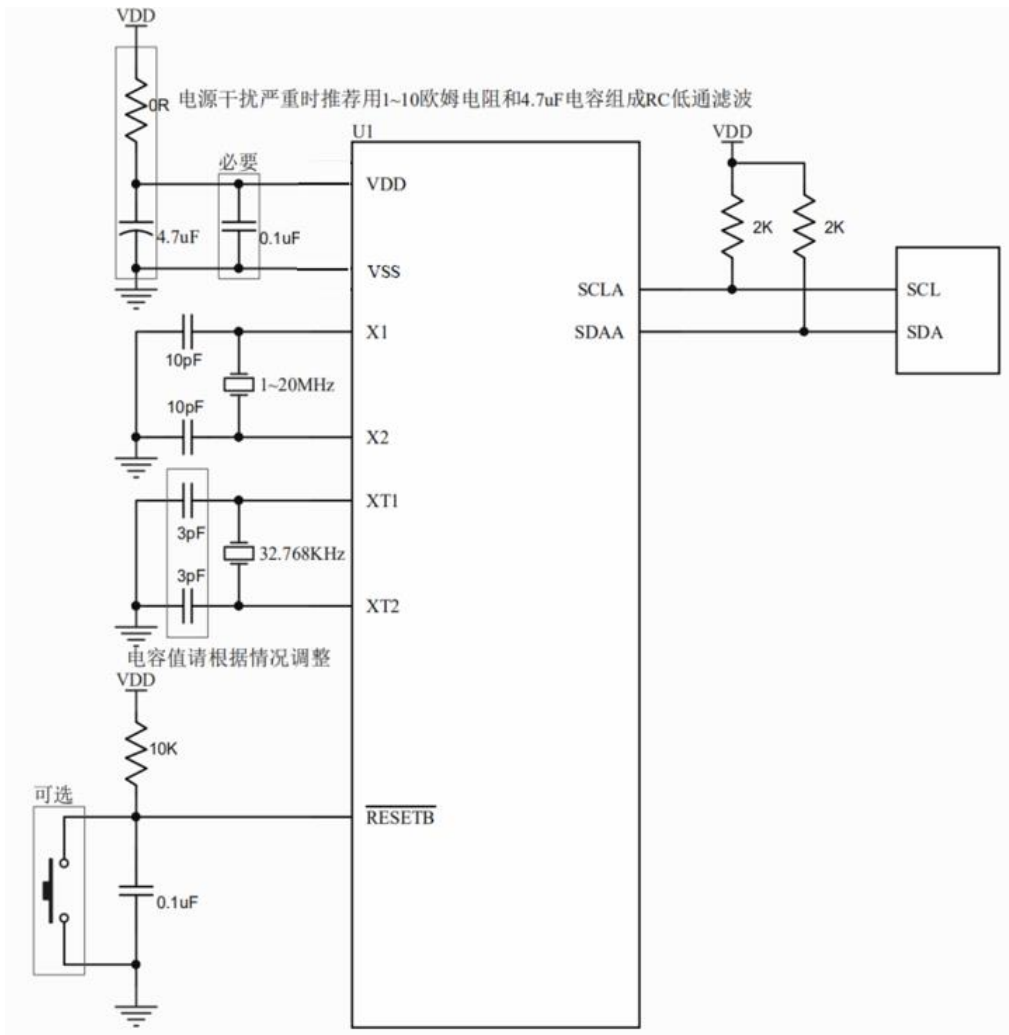 VDD
0R
电源干扰严重时推荐用1~10欧姆电阻和4.7uF电容组成RC低通滤波
U1
VDD
必要
VDD
4.7uF
0.1uF
2K
2K
VSS
SCLA
SCL
X1
SDAA
SDA
10pF
1~20MHz
10pF
X2
XT1
3pF
32.768KHz
3pF
XT2
电容值请根据情况调整
VDD
10K
可选
RESETB
0.1uF